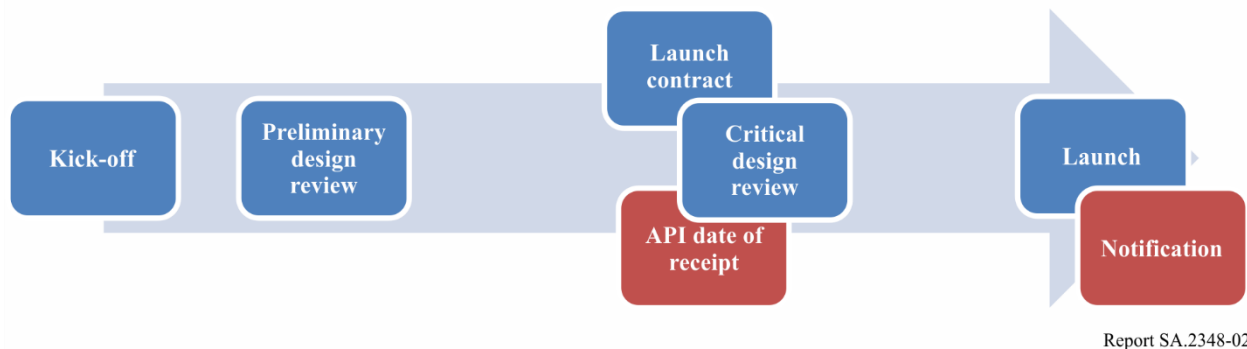 Kick-off
Preliminary
design
review
Launch
contract
Critical
design
review
API date of
receipt
Launch
Notification
Report SA.2348-02